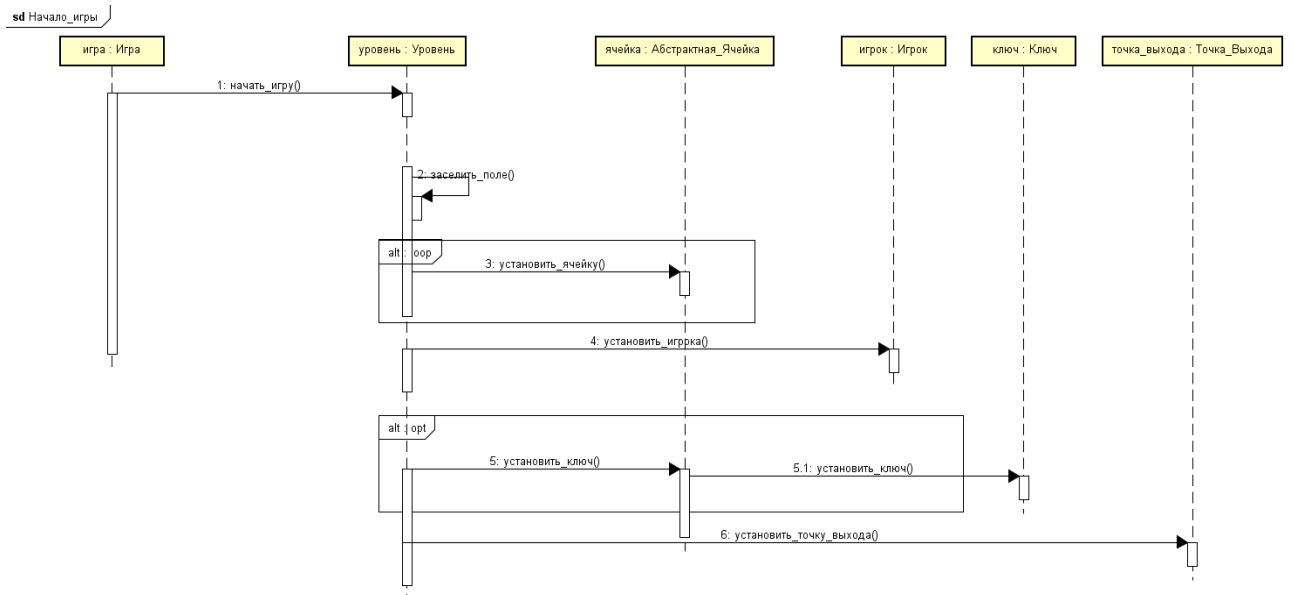 sd Начало_игры
игра : Игра
уровень : Уровень
ячейка : Абстрактная_Ячейка
игрок : Игрок
ключ : Ключ
точка_выхода : Точка_Выхода
1: начать_игру()
2: заселить_поле()
alt : loop
3: установить_ячейку()
4: установить_игррка()
alt : opt
5: установить_ключ()
5.1: установить_ключ()
6: установить_точку_выхода()